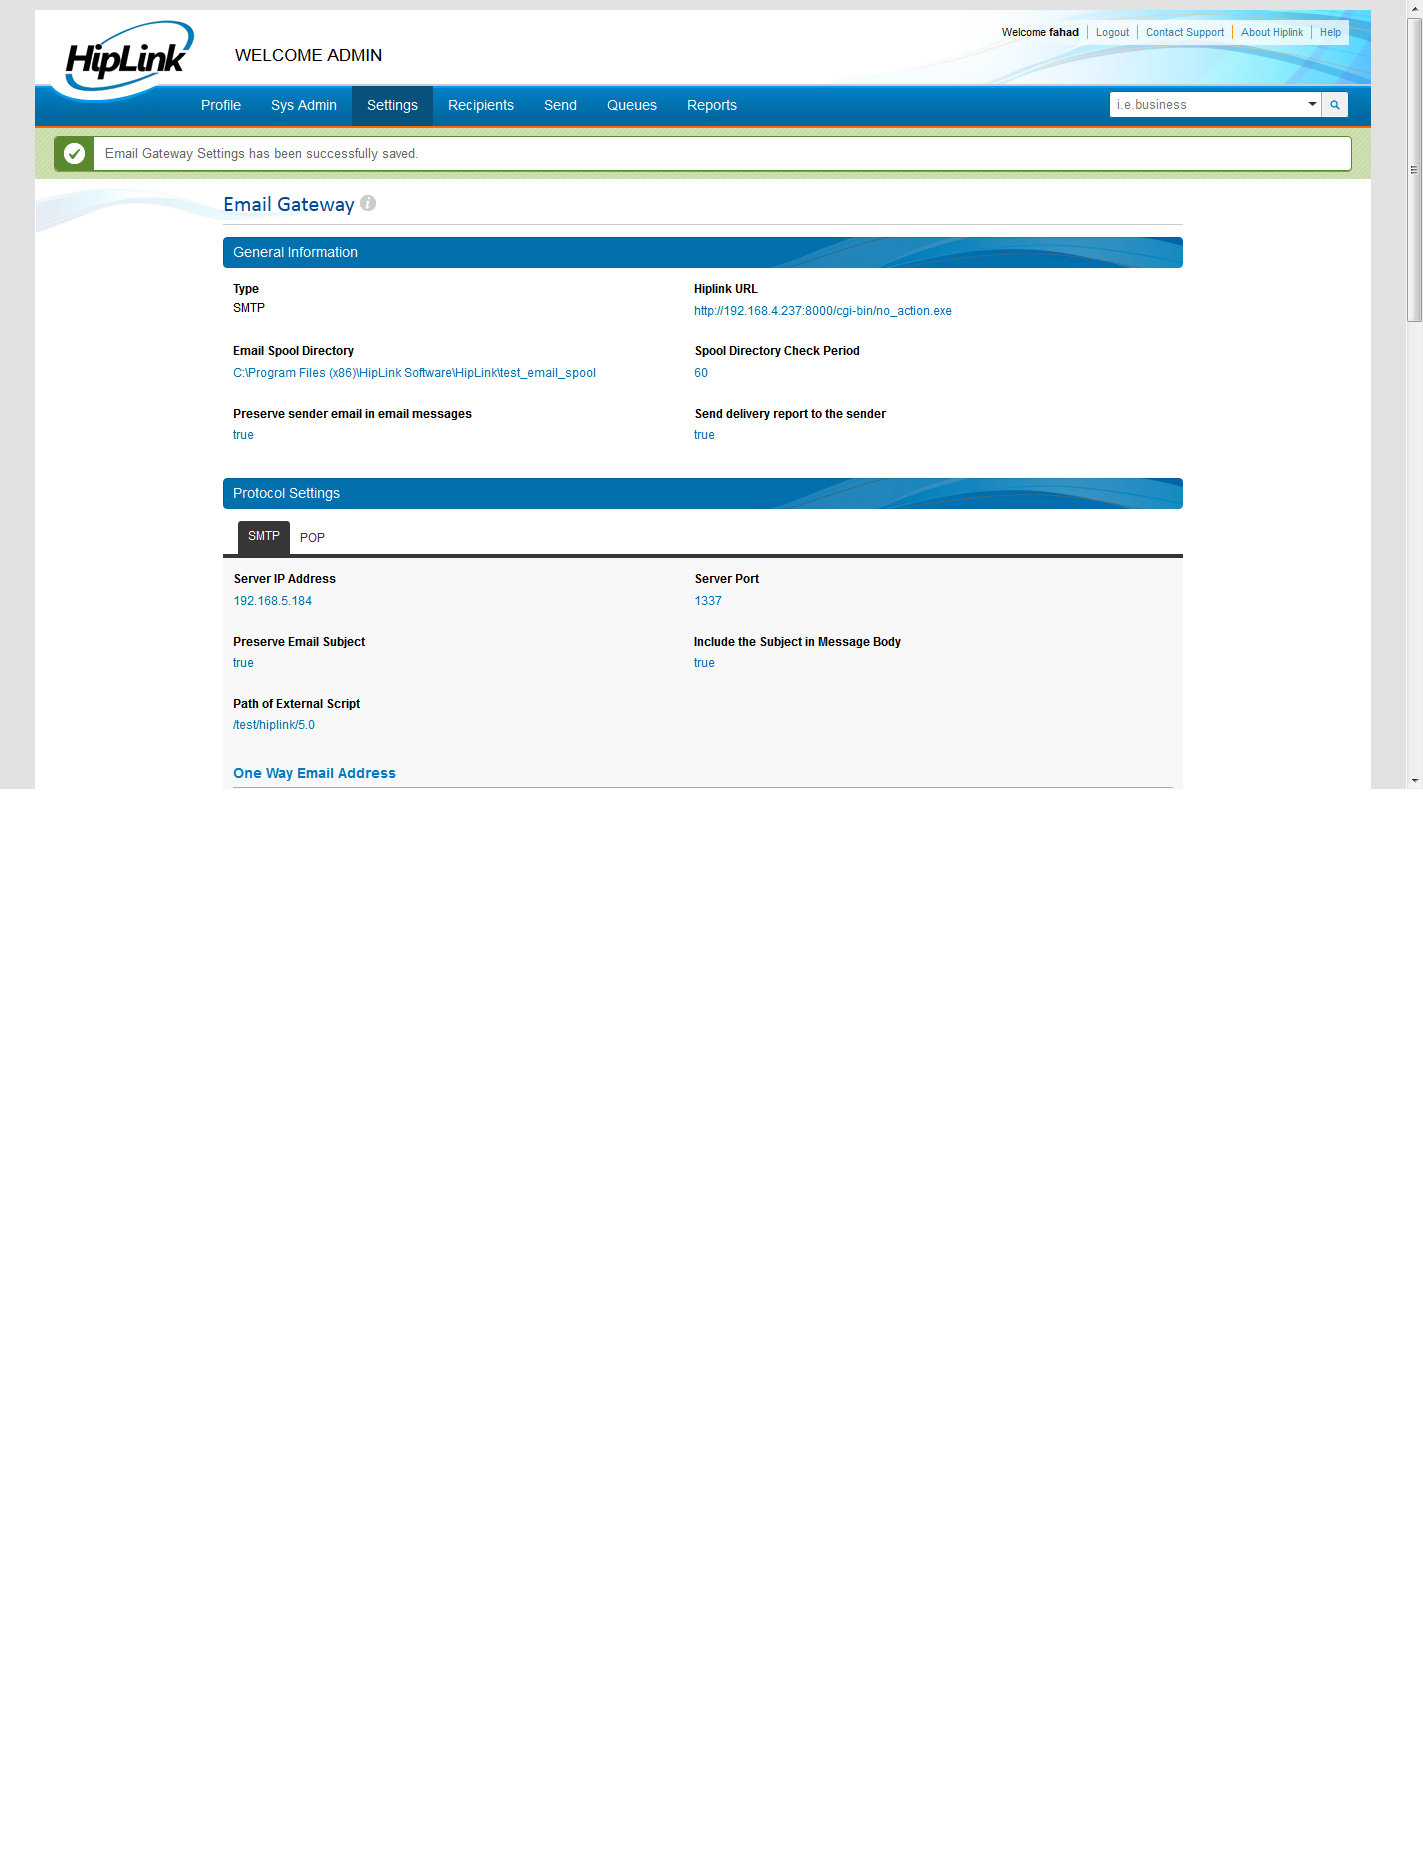 HipLink
WELCOME ADMIN
Welcome fahad Logout Contact Support About Hiplink Help
Profile Sys Admin Settings Recipients Send Queues Reports i.e.business
Email Gateway Settings has been successfully saved.
Email Gateway i
General Information
Type Hiplink URL
SMTP http://192.168.4.237:8000/cgi-bin/no_action.exe
Email Spool Directory Spool Directory Check Period
C:\Program Files (x86)\HipLink Software\HipLink\test_email_spool 60
Preserve sender email in email messages Send delivery report to the sender
true true
Protocol Settings
SMTP POP
Server IP Address Server Port
192.168.5.184 1337
Preserve Email Subject Include the Subject in Message Body
true true
Path of External Script
/test/hiplink/5.0
One Way Email Address